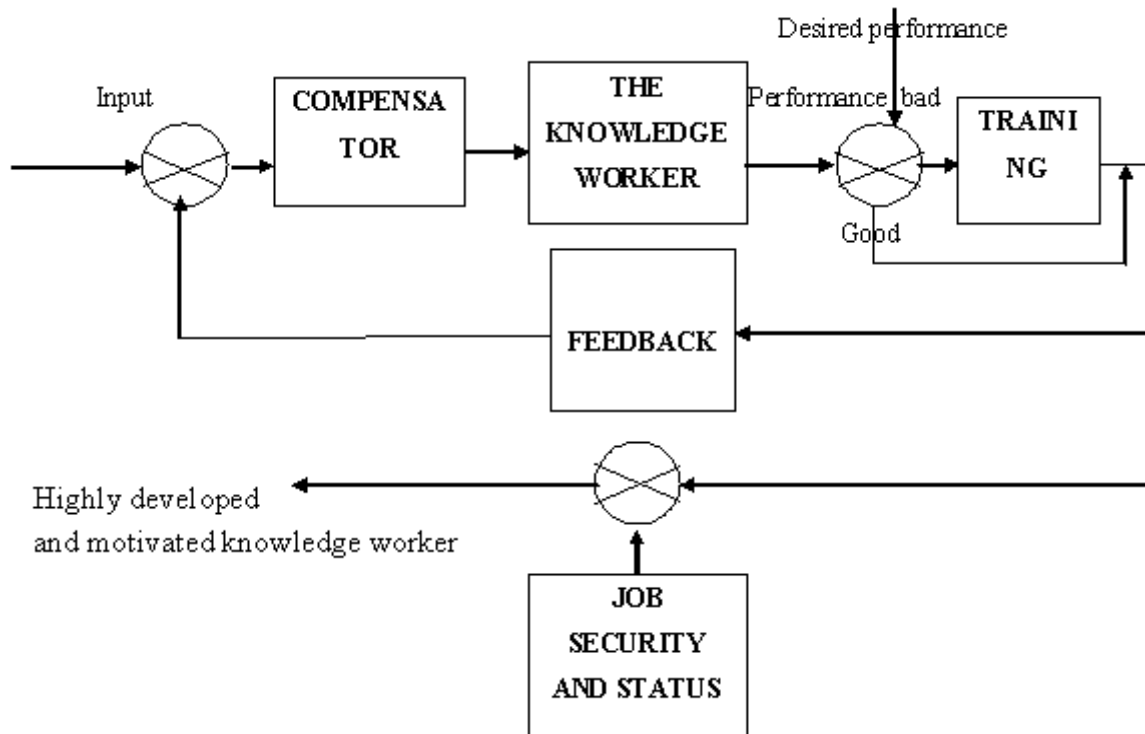 Desired performance
Input
COMPENSA
TOR
THE
KNOWLEDGE
WORKER
Performance bad
TRAINI
NG
Good
FEEDBACK
Highly developed
and motivated knowledge worker
JOB
SECURITY
AND STATUS